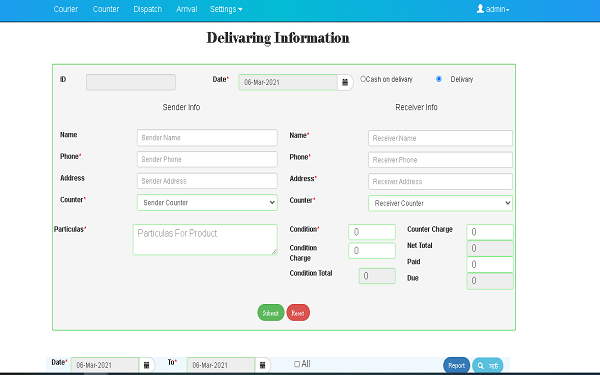 Courier Counter Dispatch Arrival Settings admin
Delivaring Information
ID Date* 06-Mar-2021 Cash on delivary Delivary
Sender Info Receiver Info
Name Sender Name Name* Receiver Name
Phone* Sender Phone Phone* Receiver Phone
Address Sender Address Address* Receiver Address
Counter* Sender Counter Counter* Receiver Counter
Particulas* Particulas For Product Condition* 0 Counter Charge 0
Condition Charge 0 Net Total 0
Paid 0
Condition Total 0 Due 0
Submit Reset
Date* 06-Mar-2021 To* 06-Mar-2021 All Report